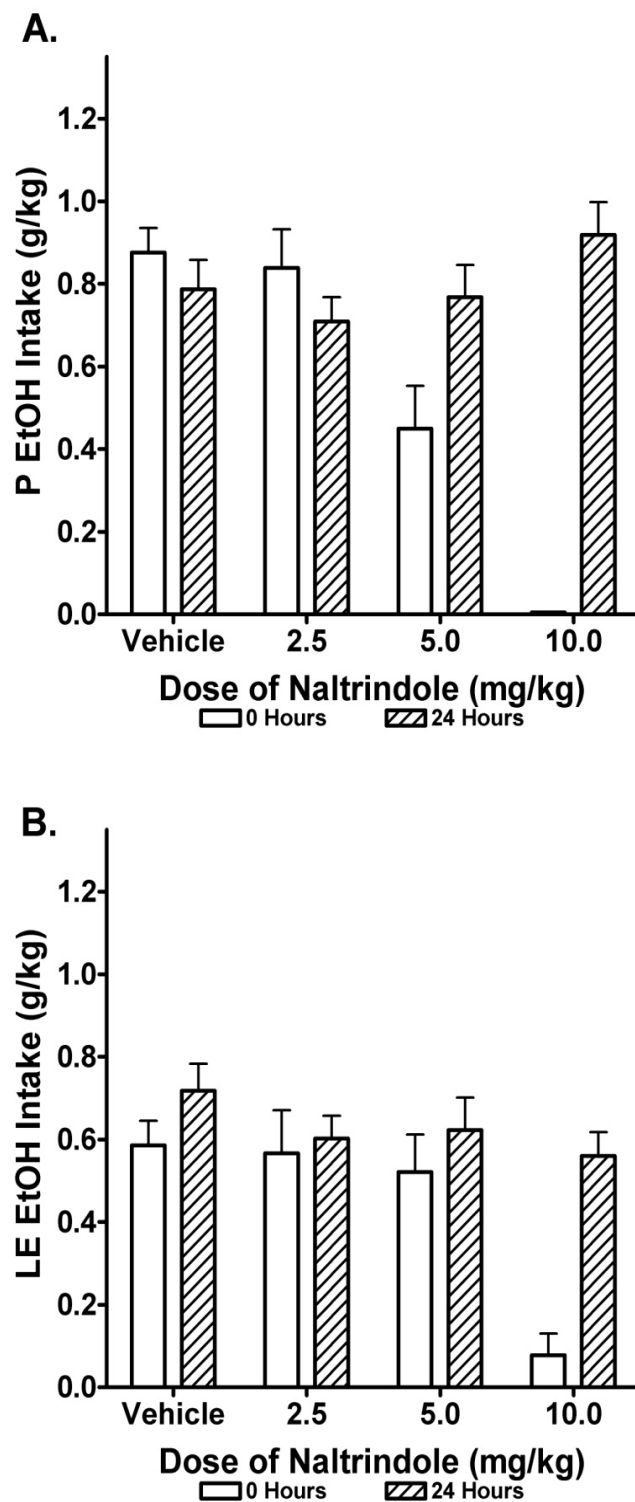 A.
P EtOH Intake (g/kg)
1.2
1.0
0.8
0.6
0.4
0.2
0.0
Vehicle 2.5 5.0 10.0
Dose of Naltrindole (mg/kg)
0 Hours 24 Hours
B.
LE EtOH Intake (g/kg)
1.2
1.0
0.8
0.6
0.4
0.2
0.0
Vehicle 2.5 5.0 10.0
Dose of Naltrindole (mg/kg)
0 Hours 24 Hours